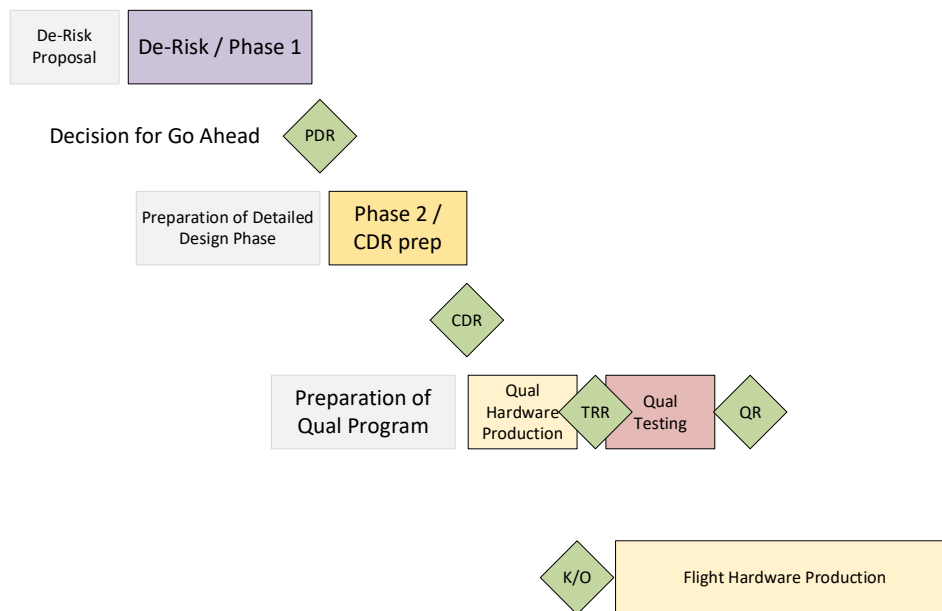 De-Risk
Proposal
De-Risk / Phase 1
Decision for Go Ahead
PDR
Preparation of Detailed
Design Phase
Phase 2 /
CDR prep
CDR
Preparation of
Qual Program
Qual
Hardware
Production
TRR
Qual
Testing
QR
K/O
Flight Hardware Production